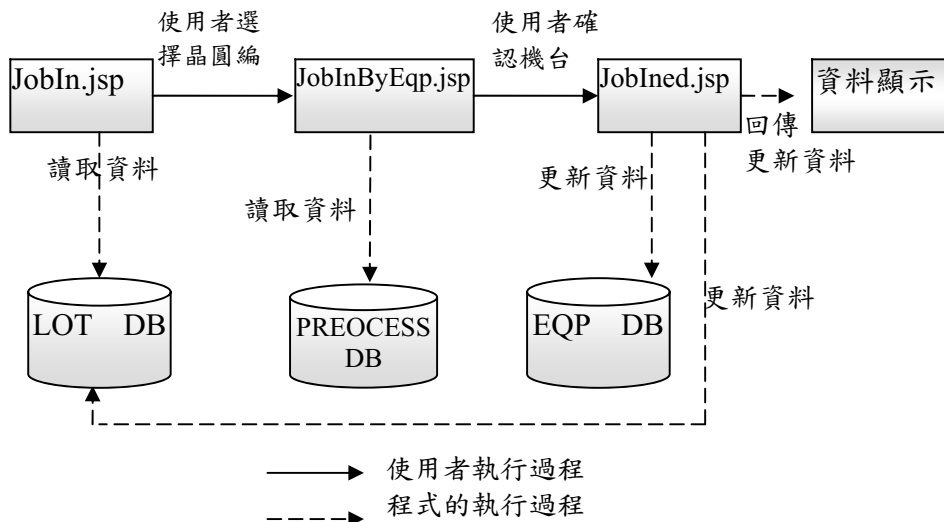 使用者選
擇晶圓編
使用者確
認機台
JobIn.jsp
JobInByEqp.jsp
JobIned.jsp
資料顯示
回傳
更新資料
讀取資料
讀取資料
更新資料
更新資料
LOT DB
PREOCESS
DB
EQP DB
使用者執行過程
程式的執行過程